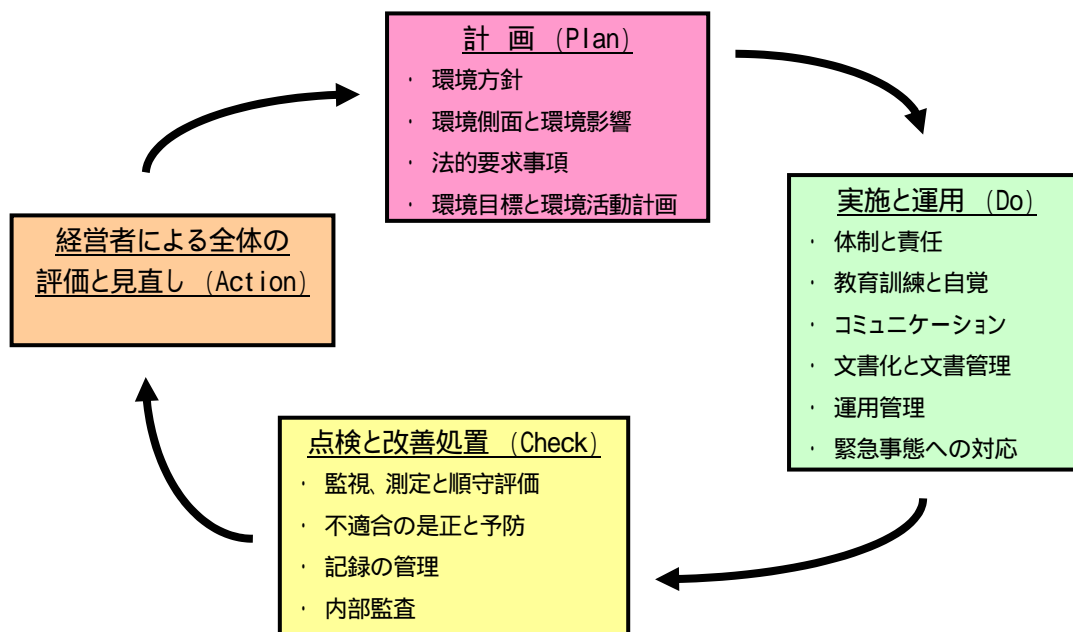 計 画 (Plan)
· 環境方針
· 環境側面と環境影響
· 法的要求事項
· 環境目標と環境活動計画
実施と運用 (Do)
· 体制と責任
· 教育訓練と自覚
· コミュニケーション
· 文書化と文書管理
· 運用管理
· 緊急事態への対応
点検と改善処置 (Check)
· 監視、測定と順守評価
· 不適合の是正と予防
· 記録の管理
· 内部監査
経営者による全体の
評価と見直し (Action)